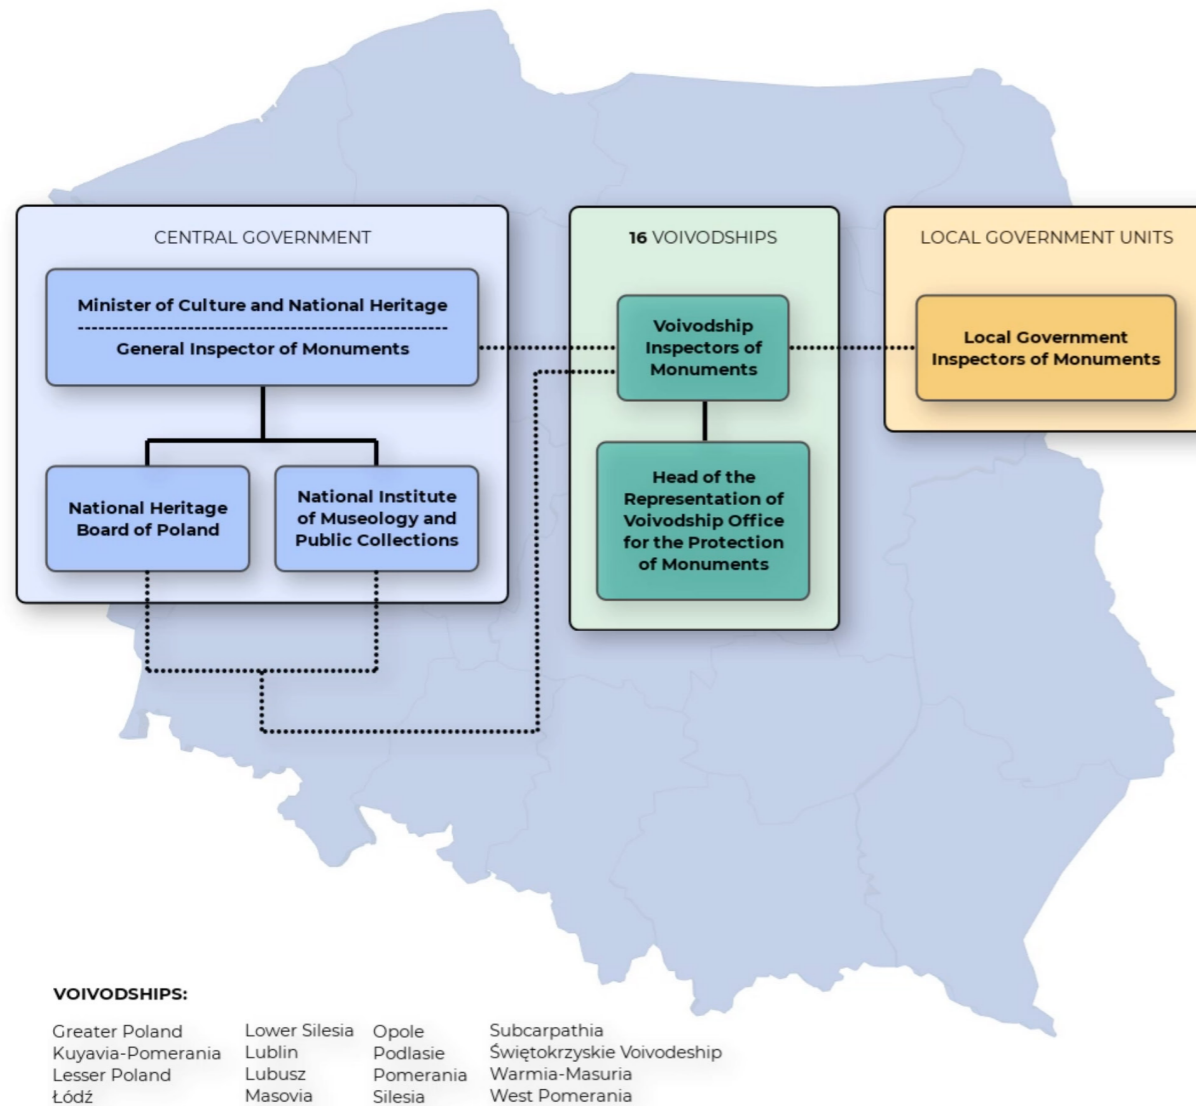 CENTRAL GOVERNMENT
Minister of Culture and National Heritage
General Inspector of Monuments
National Heritage
Board of Poland
National Institute
of Museology and
Public Collections
16 VOIVODSHIPS
Voivodship
Inspectors of
Monuments
Head of the
Representation of
Voivodship Office
for the Protection
of Monuments
LOCAL GOVERNMENT UNITS
Local Government
Inspectors of Monuments
VOIVODSHIPS:
Greater Poland
Kuyavia-Pomerania
Lesser Poland
Łódź
Lower Silesia
Lublin
Lubusz
Masovia
Opole
Podlasie
Pomerania
Silesia
Subcarpathia
Świętokrzyskie Voivodeship
Warmia-Masuria
West Pomerania